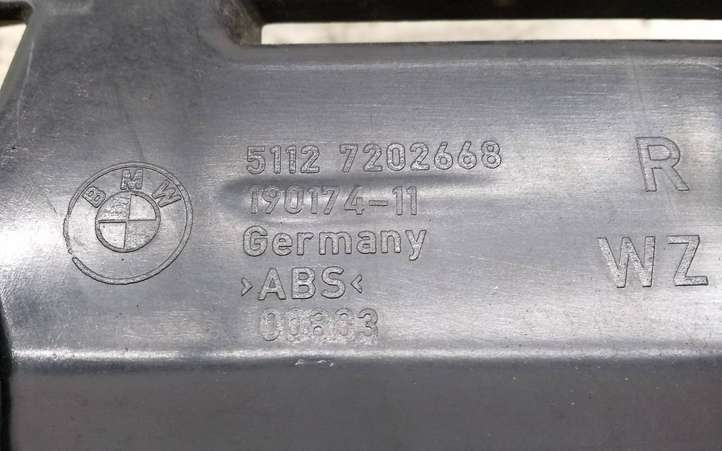 BMW
5112 7202668
190174-11
Germany
>ABS<
R
WZ